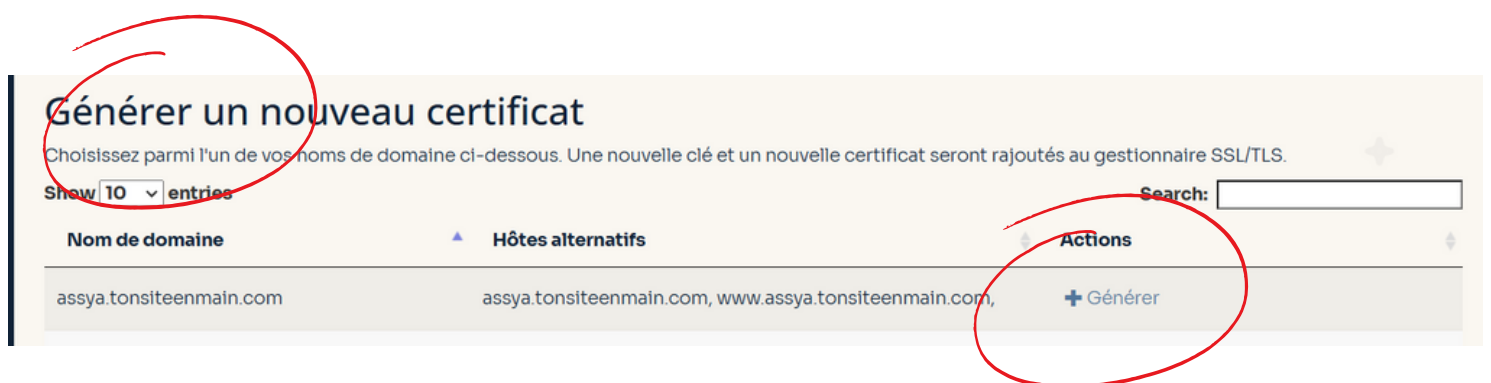 Générer un nouveau certificat
Choisissez parmi l'un de vos noms de domaine ci-dessous. Une nouvelle clé et un nouvelle certificat seront rajoutés au gestionnaire SSL/TLS.
Show 10 entries Search:
Nom de domaine Hôtes alternatifs Actions
assya.tonsiteenmain.com assya.tonsiteenmain.com, www.assya.tonsiteenmain.com, Générer